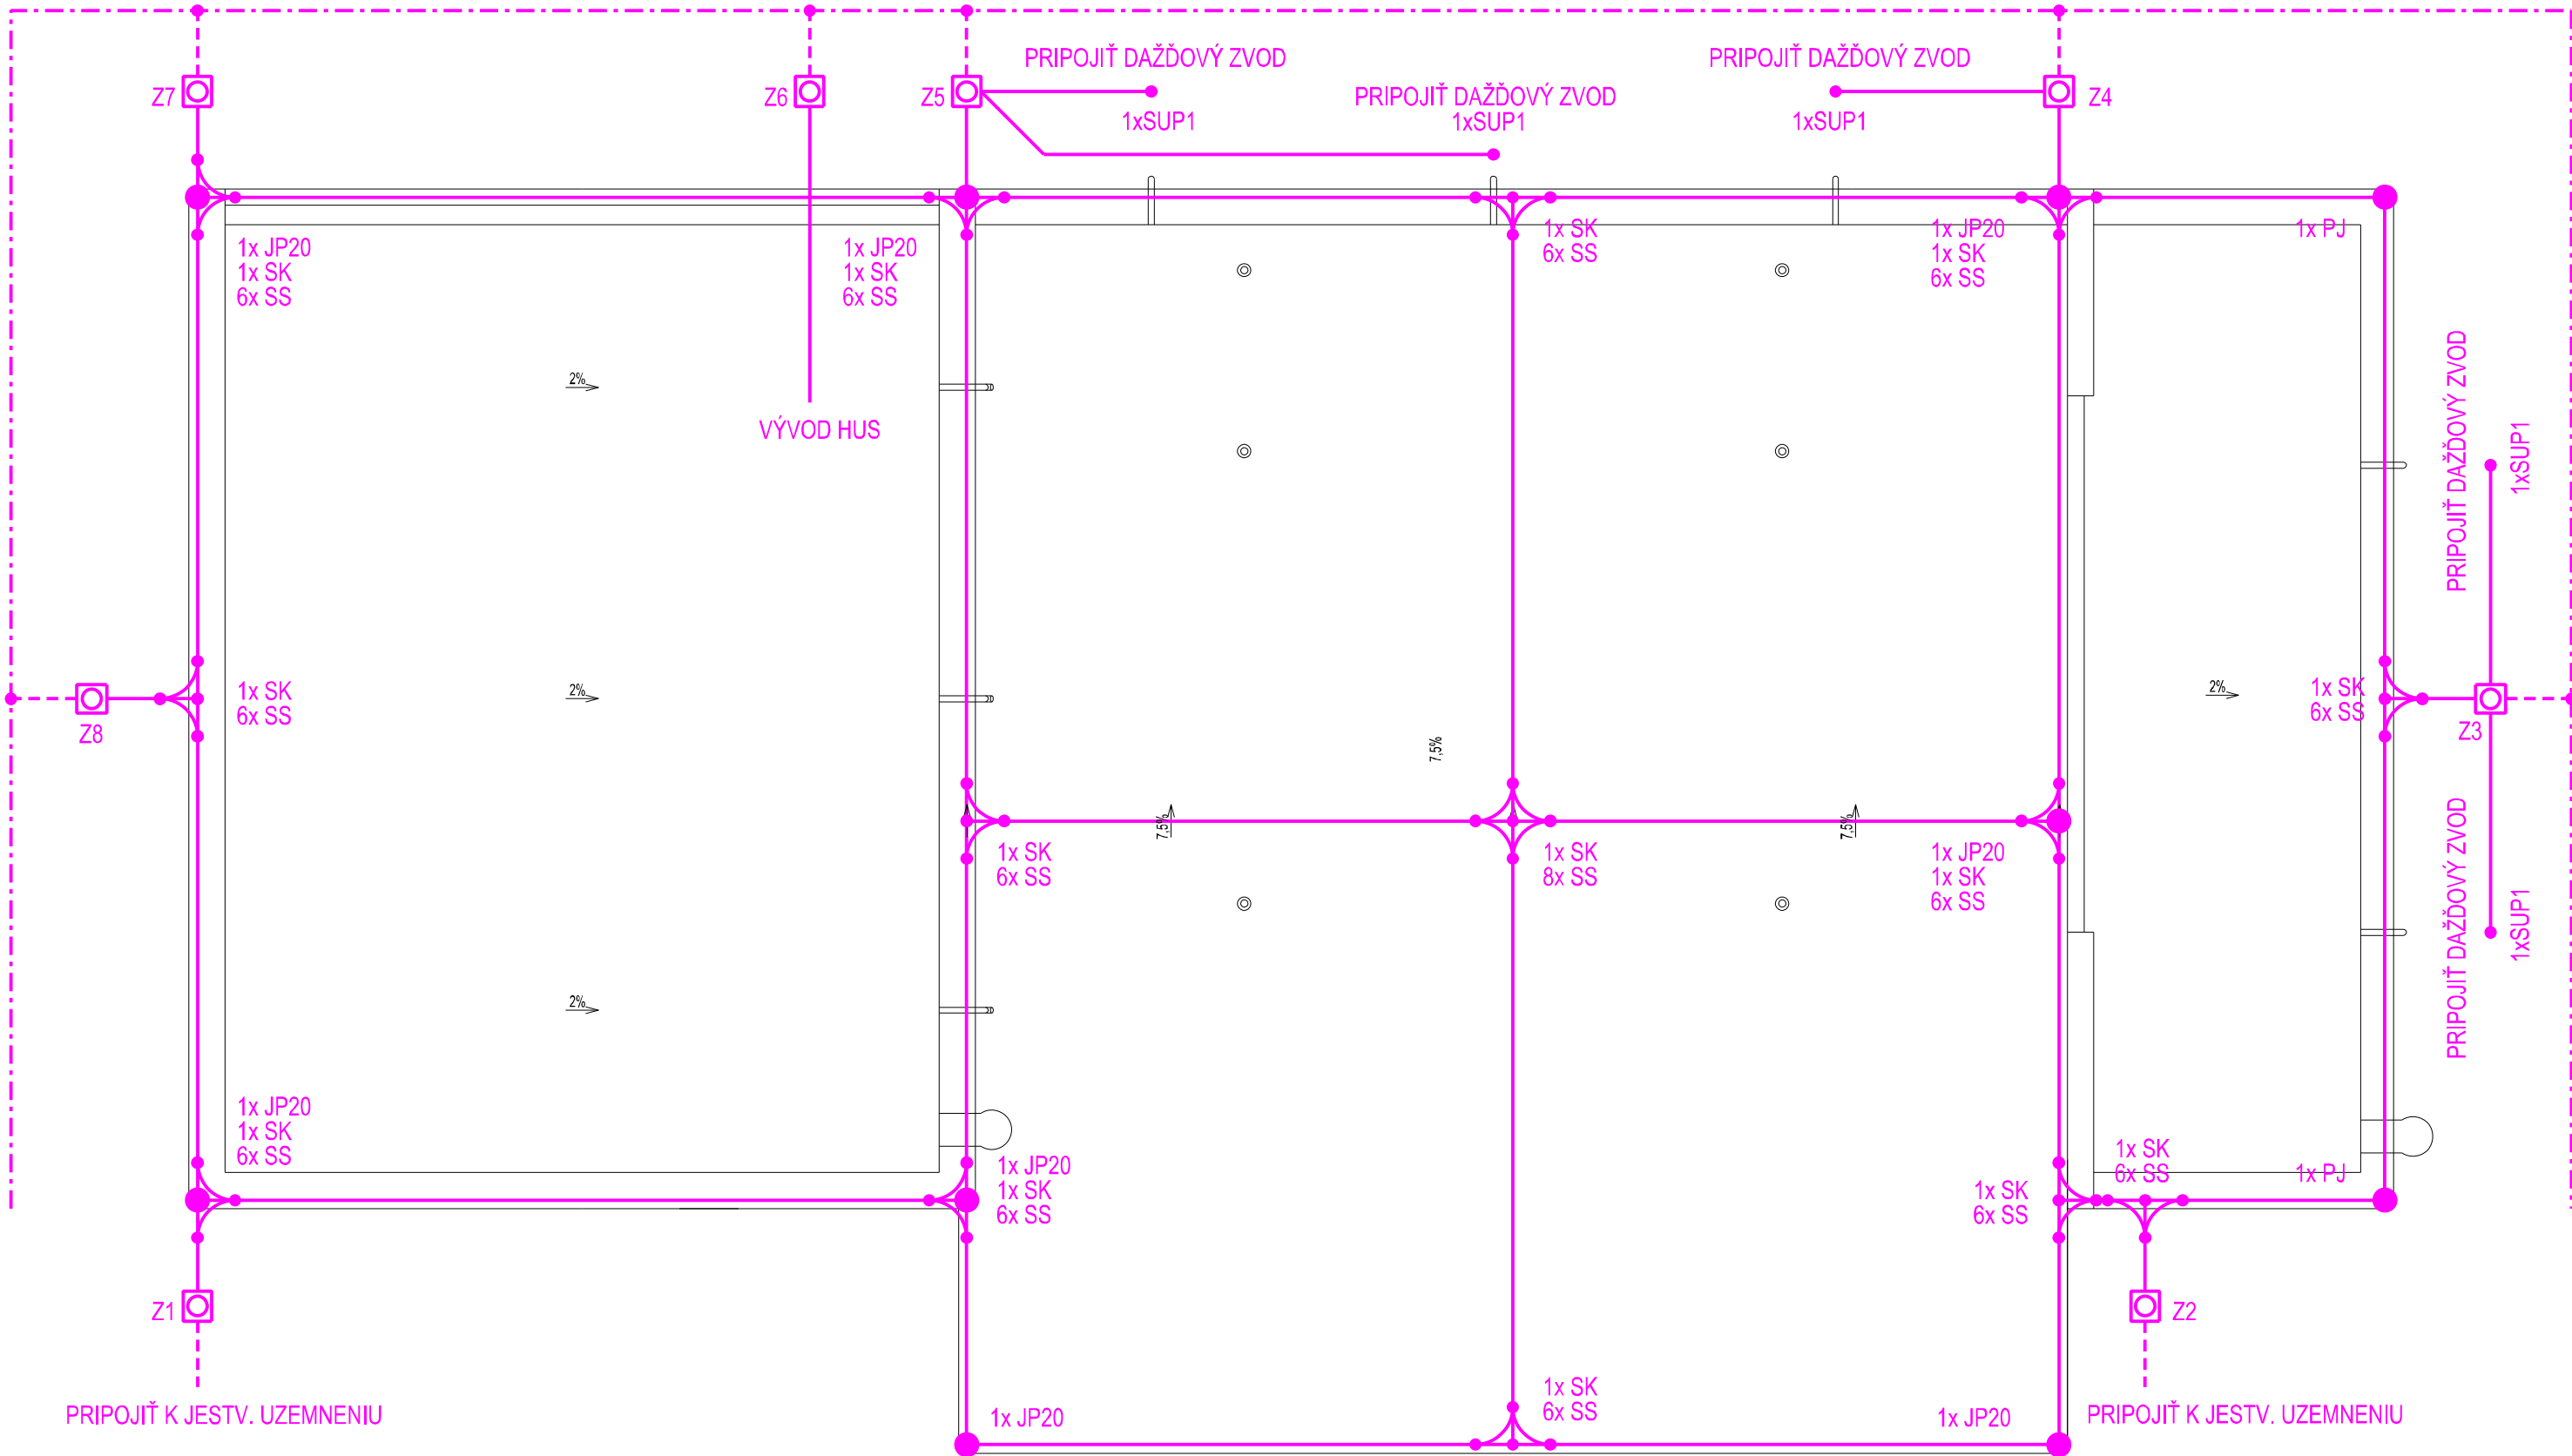 PRIPOJIŤ DAŽĎOVÝ ZVOD
PRIPOJIŤ DAŽĎOVÝ ZVOD
Z7
Z6
Z5
PRIPOJIŤ DAŽĎOVÝ ZVOD
Z4
1xSUP1
1xSUP1
1xSUP1
1x JP20
1x SK
6x SS
1x JP20
1x SK
6x SS
1x SK
6x SS
1x JP20
1x SK
6x SS
1x PJ
2%
VÝVOD HUS
PRIPOJIŤ DAŽĎOVÝ ZVOD
1xSUP1
1x SK
6x SS
2%
Z8
2%
1x SK
6x SS
Z3
7,5%
7,5%
7,5%
1x SK
6x SS
1x SK
8x SS
1x JP20
1x SK
6x SS
PRIPOJIŤ DAŽĎOVÝ ZVOD
1xSUP1
2%
1x JP20
1x SK
6x SS
1x JP20
1x SK
6x SS
1x SK
6x SS
1x SK
6x SS
1x PJ
Z1
Z2
PRIPOJIŤ K JESTV. UZEMNENIU
1x JP20
1x SK
6x SS
1x JP20
PRIPOJIŤ K JESTV. UZEMNENIU